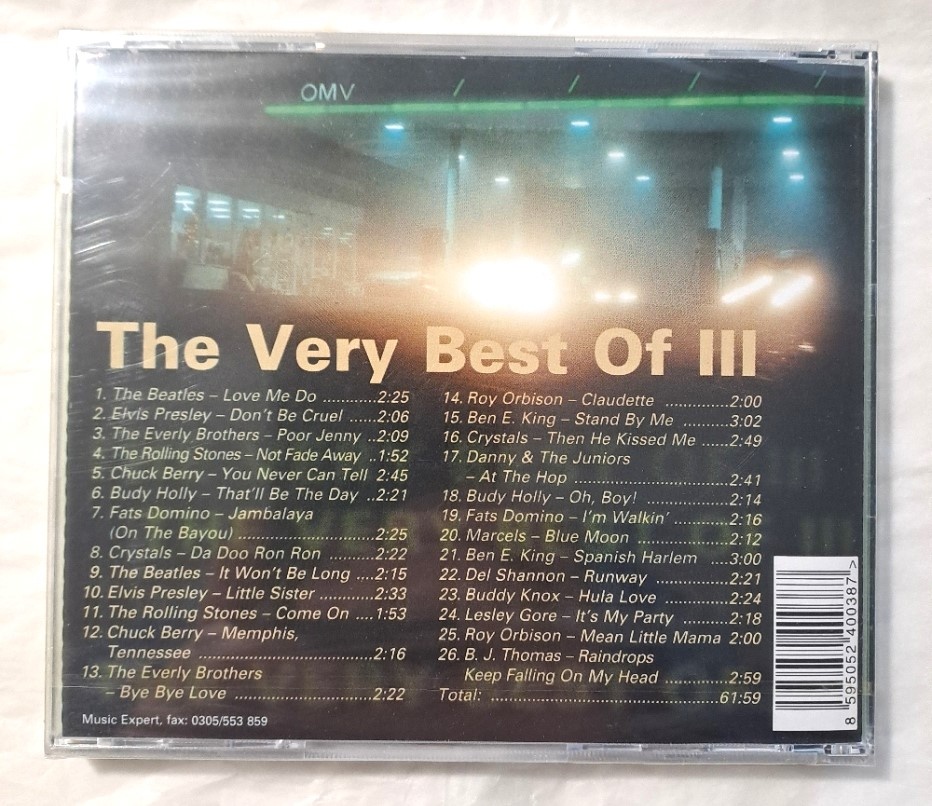 OMV
The Very Best Of III
1. The Beatles – Love Me Do ............2:25
2. Elvis Presley – Don't Be Cruel .......2:06
3. The Everly Brothers – Poor Jenny ..2:09
4. The Rolling Stones – Not Fade Away ..1:52
5. Chuck Berry – You Never Can Tell 2:45
6. Budy Holly – That'll Be The Day ..2:21
7. Fats Domino – Jambalaya
(On The Bayou) .........................2:25
8. Crystals – Da Doo Ron Ron .........2:22
9. The Beatles – It Won't Be Long ....2:15
10. Elvis Presley – Little Sister ............2:33
11. The Rolling Stones – Come On ....1:53
12. Chuck Berry – Memphis,
Tennessee ...............................2:16
13. The Everly Brothers
– Bye Bye Love ........................2:22
14. Roy Orbison – Claudette ............2:00
15. Ben E. King – Stand By Me .........3:02
16. Crystals – Then He Kissed Me ......2:49
17. Danny & The Juniors
– At The Hop ............................2:41
18. Budy Holly – Oh, Boy! ...............2:14
19. Fats Domino – I'm Walkin' .........2:16
20. Marcels – Blue Moon ................2:12
21. Ben E. King – Spanish Harlem ....3:00
22. Del Shannon – Runway .............2:21
23. Buddy Knox – Hula Love ...........2:24
24. Lesley Gore – It's My Party ........2:18
25. Roy Orbison – Mean Little Mama 2:00
26. B. J. Thomas – Raindrops
Keep Falling On My Head .........2:59
Total: ..........................................61:59
Music Expert, fax: 0305/553 859
8 595052 400387 >